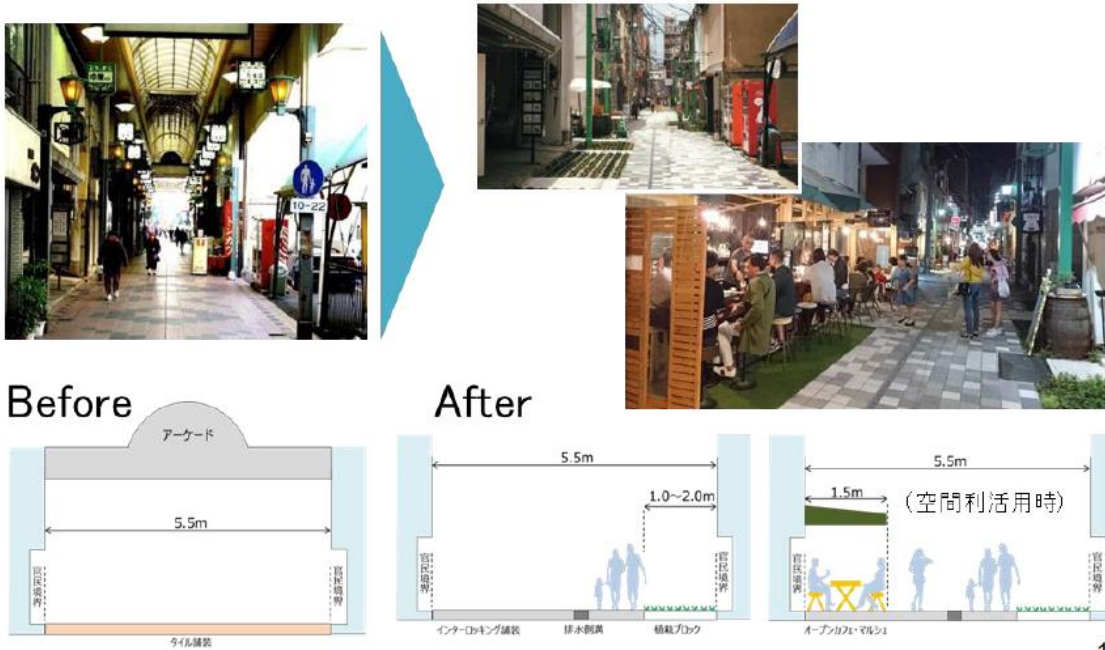 10-22
Before
After
アーケード
5.5m
官民境界
官民境界
タイル舗装
5.5m
1.0～2.0m
官民境界
官民境界
インターロッキング舗装
排水側溝
植栽ブロック
5.5m
1.5m
(空間利活用時)
官民境界
官民境界
オープンカフェ・マルシェ